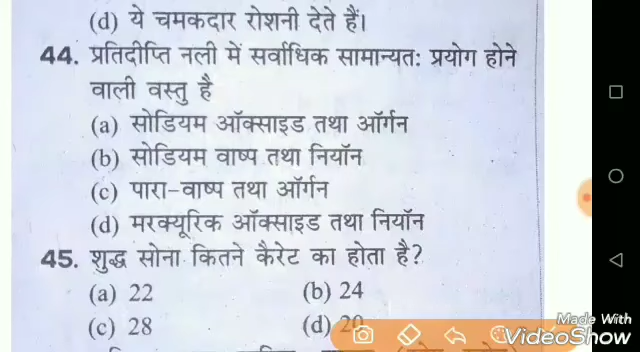 (d) ये चमकदार रोशनी देते हैं।
44. प्रतिदीप्ति नली में सर्वाधिक सामान्यतः प्रयोग होने
वाली वस्तु है
(a) सोडियम ऑक्साइड तथा ऑर्गन
(b) सोडियम वाष्प तथा नियॉन
(c) पारा-वाष्प तथा ऑर्गन
(d) मरक्यूरिक ऑक्साइड तथा नियॉन
45. शुद्ध सोना कितने कैरेट का होता है?
(a) 22 (b) 24
(c) 28 (d) 20
Made With
VideoShow